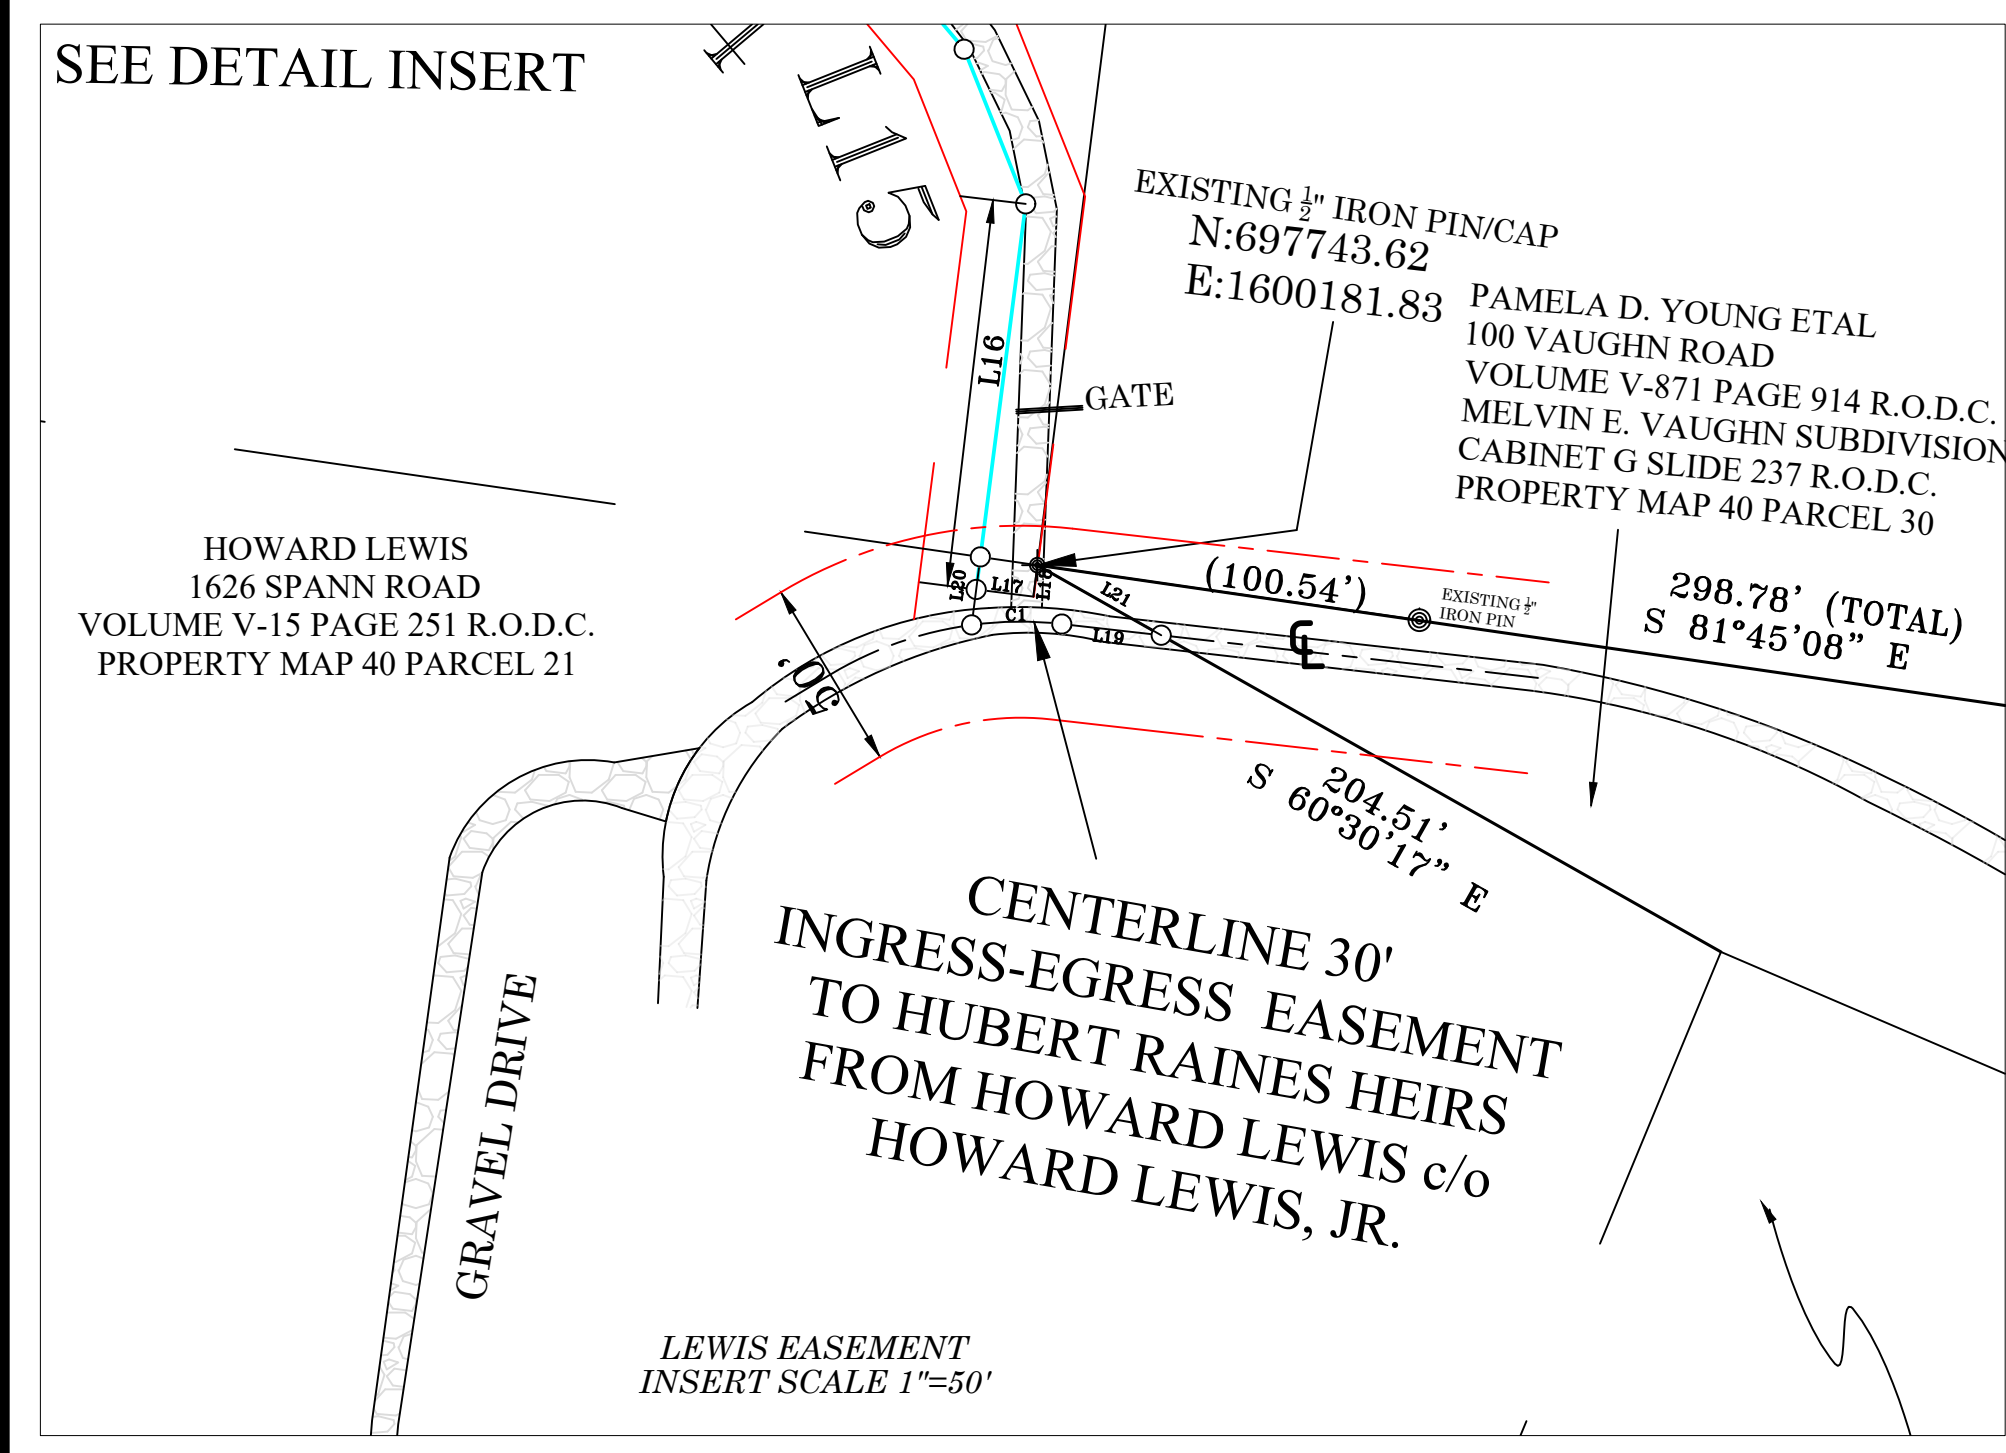 SEE DETAIL INSERT
L15
EXISTING ½" IRON PIN/CAP
N:697743.62
E:1600181.83
PAMELA D. YOUNG ETAL
100 VAUGHN ROAD
VOLUME V-871 PAGE 914 R.O.D.C.
MELVIN E. VAUGHN SUBDIVISION
CABINET G SLIDE 237 R.O.D.C.
PROPERTY MAP 40 PARCEL 30
L16
GATE
HOWARD LEWIS
1626 SPANN ROAD
VOLUME V-15 PAGE 251 R.O.D.C.
PROPERTY MAP 40 PARCEL 21
L20
L17
L18
L21
C1
L19
(100.54')
EXISTING ½"
IRON PIN
298.78' (TOTAL)
S 81°45'08" E
CL
50'
204.51'
S 60°30'17" E
CENTERLINE 30'
INGRESS-EGRESS EASEMENT
TO HUBERT RAINES HEIRS
FROM HOWARD LEWIS c/o
HOWARD LEWIS, JR.
GRAVEL DRIVE
LEWIS EASEMENT
INSERT SCALE 1"=50'